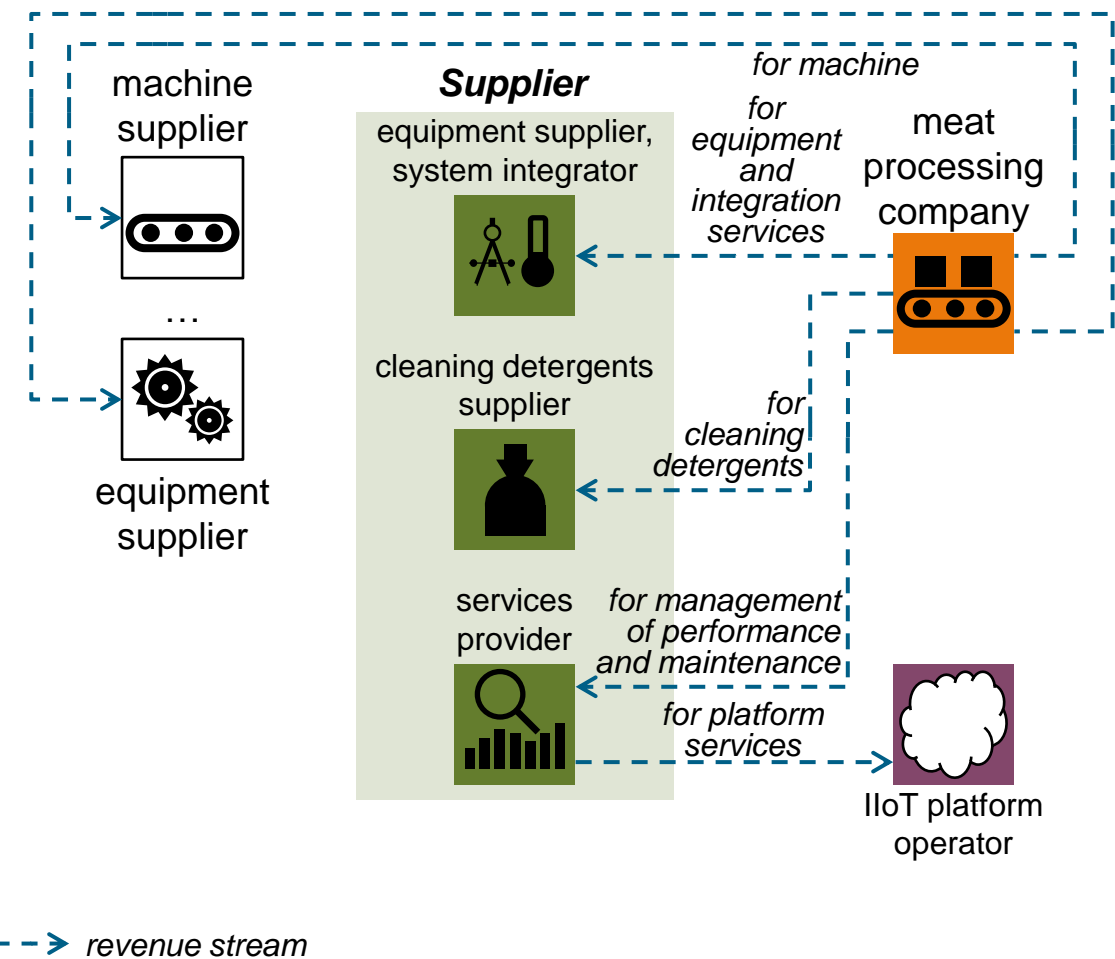 for machine
machine
supplier
Supplier
equipment supplier,
system integrator
for
equipment
and
integration
services
meat
processing
company
…
cleaning detergents
supplier
for
cleaning
detergents
equipment
supplier
services
provider
for management
of performance
and maintenance
for platform
services
IIoT platform
operator
revenue stream